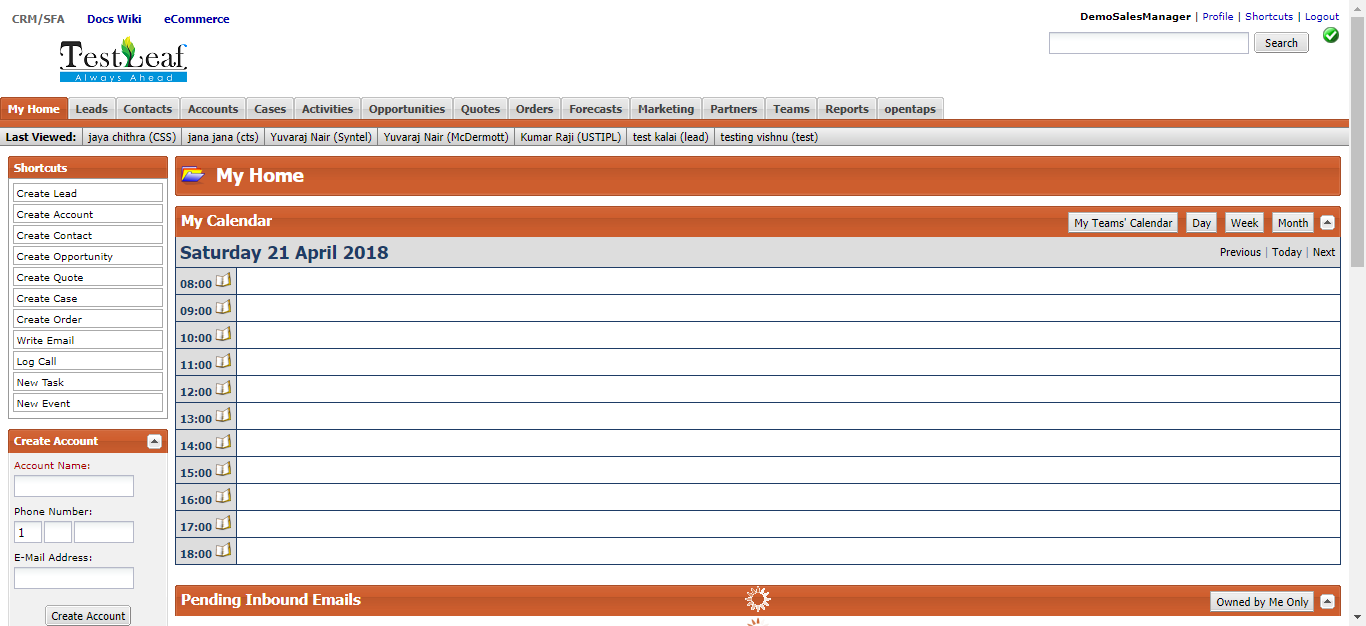 CRM/SFA Docs Wiki eCommerce
DemoSalesManager | Profile | Shortcuts | Logout
Search
TestLeaf
Always Ahead
My Home Leads Contacts Accounts Cases Activities Opportunities Quotes Orders Forecasts Marketing Partners Teams Reports opentaps
Last Viewed: jaya chithra (CSS) jana jana (cts) Yuvaraj Nair (Syntel) Yuvaraj Nair (McDermott) Kumar Raji (USTIPL) test kalai (lead) testing vishnu (test)
Shortcuts
Create Lead
Create Account
Create Contact
Create Opportunity
Create Quote
Create Case
Create Order
Write Email
Log Call
New Task
New Event
Create Account
Account Name:
Phone Number:
1
E-Mail Address:
Create Account
My Home
My Calendar My Teams' Calendar Day Week Month
Saturday 21 April 2018 Previous | Today | Next
08:00
09:00
10:00
11:00
12:00
13:00
14:00
15:00
16:00
17:00
18:00
Pending Inbound Emails Owned by Me Only